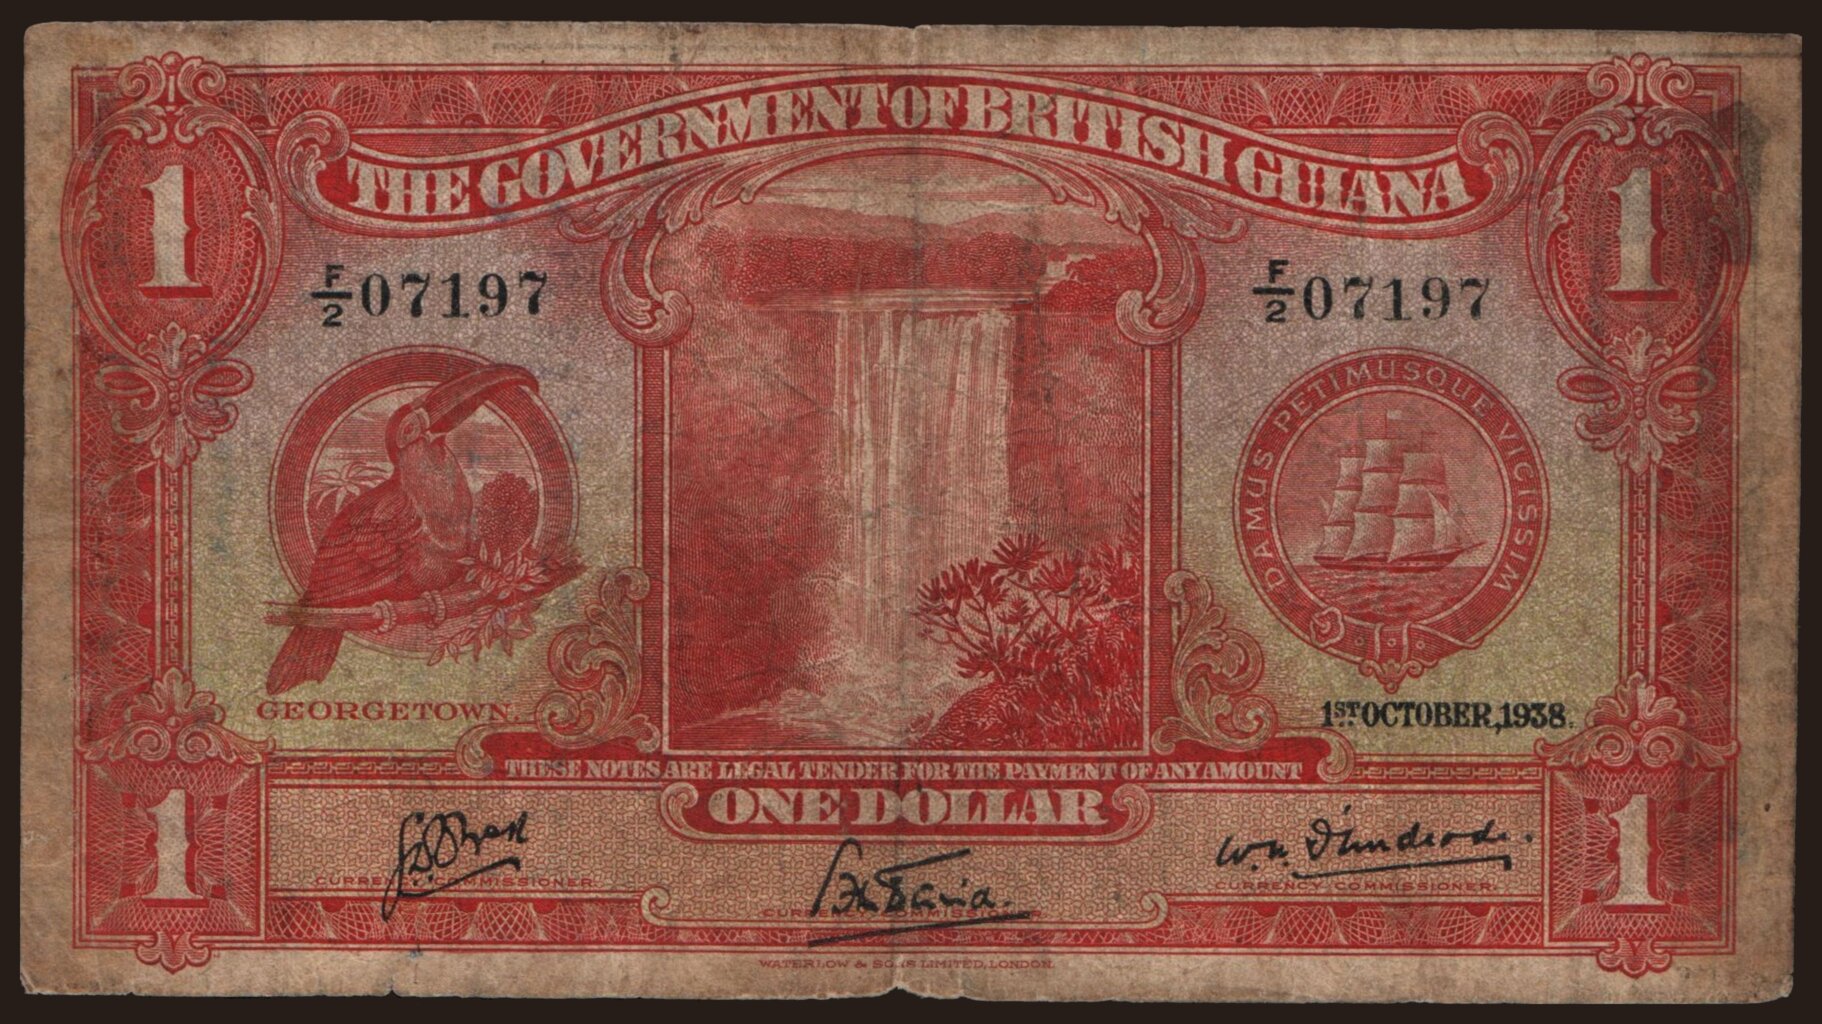 THE GOVERNMENT OF BRITISH GUIANA
1
1
F/2 07197
F/2 07197
DAMUS PETIMUSQUE VICISSIM
GEORGETOWN.
1ST OCTOBER, 1938.
THESE NOTES ARE LEGAL TENDER FOR THE PAYMENT OF ANY AMOUNT
ONE DOLLAR
1
1
CURRENCY COMMISSIONER.
CURRENCY COMMISSIONER
CURRENCY COMMISSIONER.
WATERLOW & SONS LIMITED, LONDON.